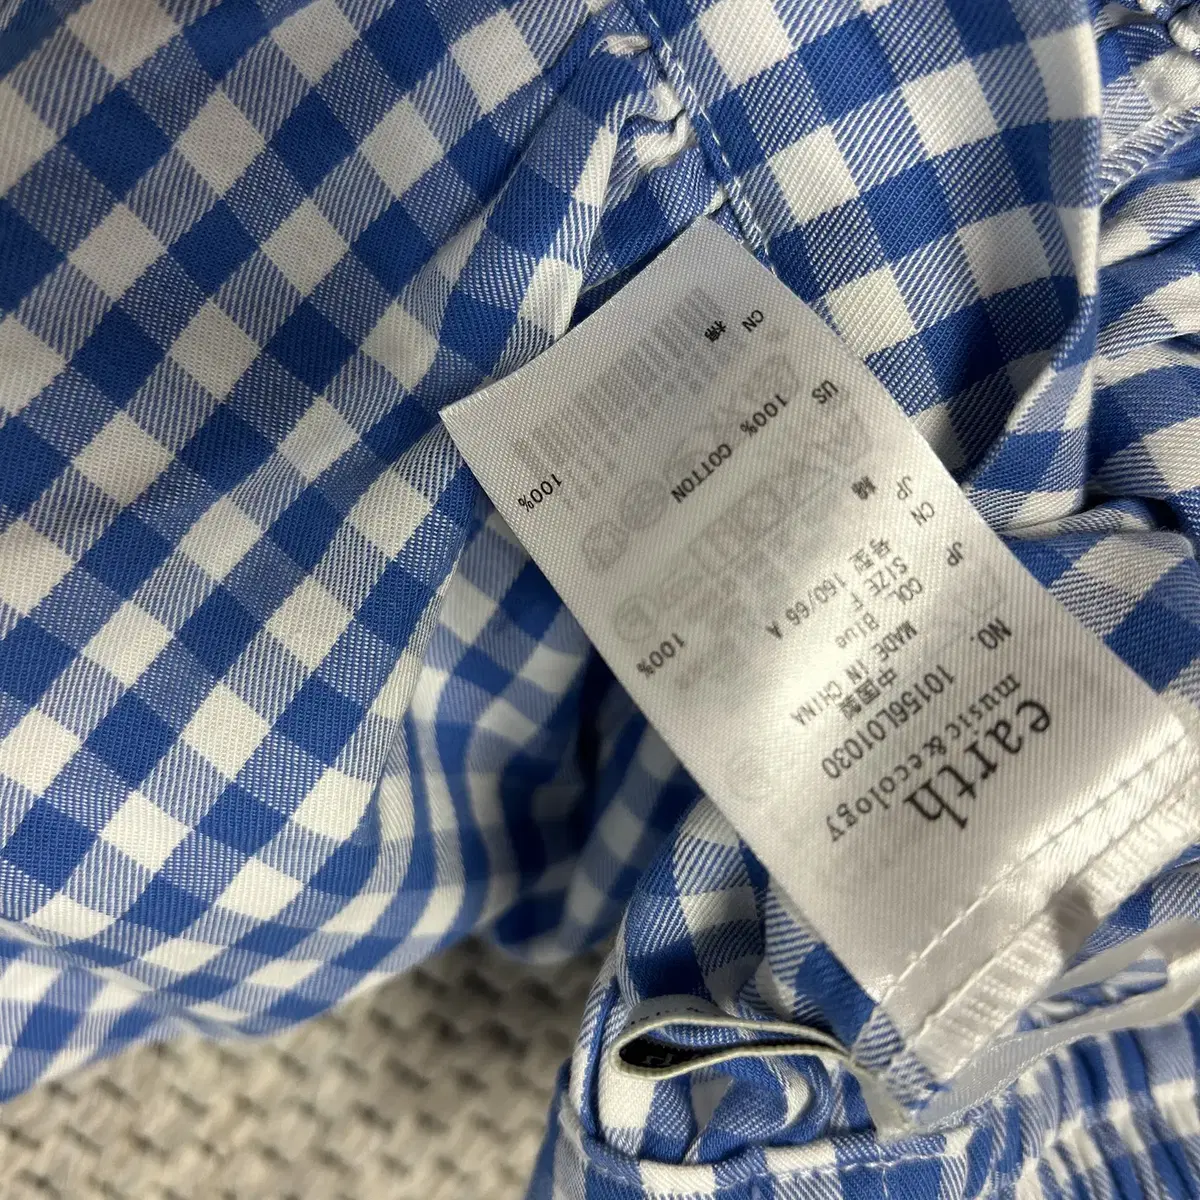 earth
music&ecology
NO. 10156L01030
中国製
MADE IN CHINA
COL Blue
SIZE F
号型 160/66 A
JP
CN
JP 綿 100%
US 100% COTTON
CN 棉 100%